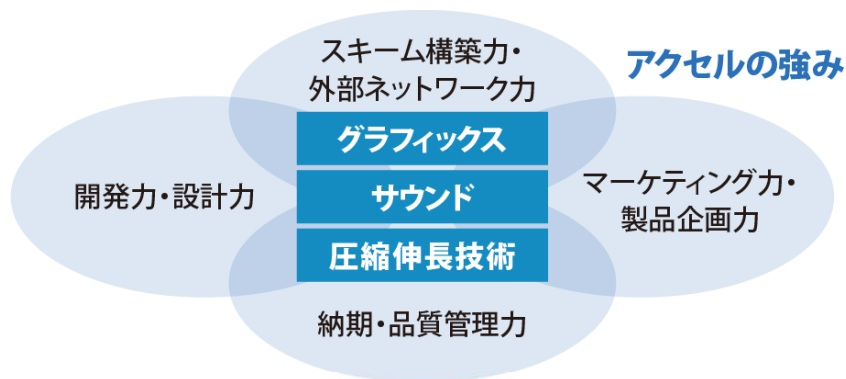 アクセルの強み
スキーム構築力・
外部ネットワーク力
グラフィックス
開発力・設計力
サウンド
マーケティング力・
製品企画力
圧縮伸長技術
納期・品質管理力